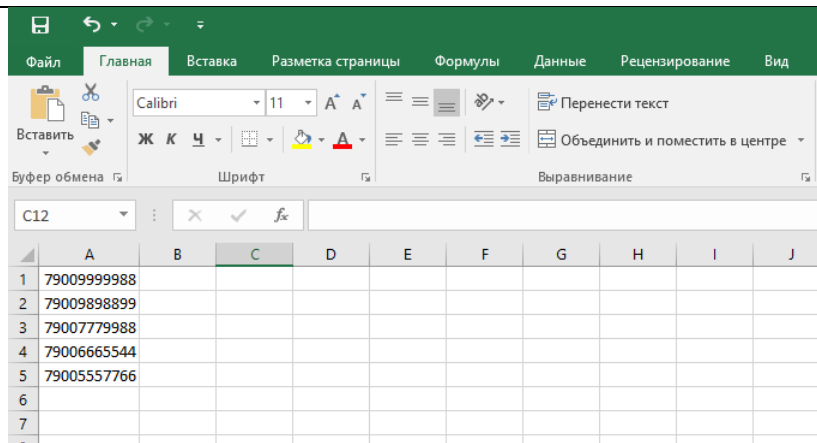 Файл Главная Вставка Разметка страницы Формулы Данные Рецензирование Вид
Вставить
Calibri 11 A A Перенести текст
Ж К Ч A Объединить и поместить в центре
Буфер обмена Шрифт Выравнивание
C12 fx
A B C D E F G H I J
1 79009999988
2 79009898899
3 79007779988
4 79006665544
5 79005557766
6
7